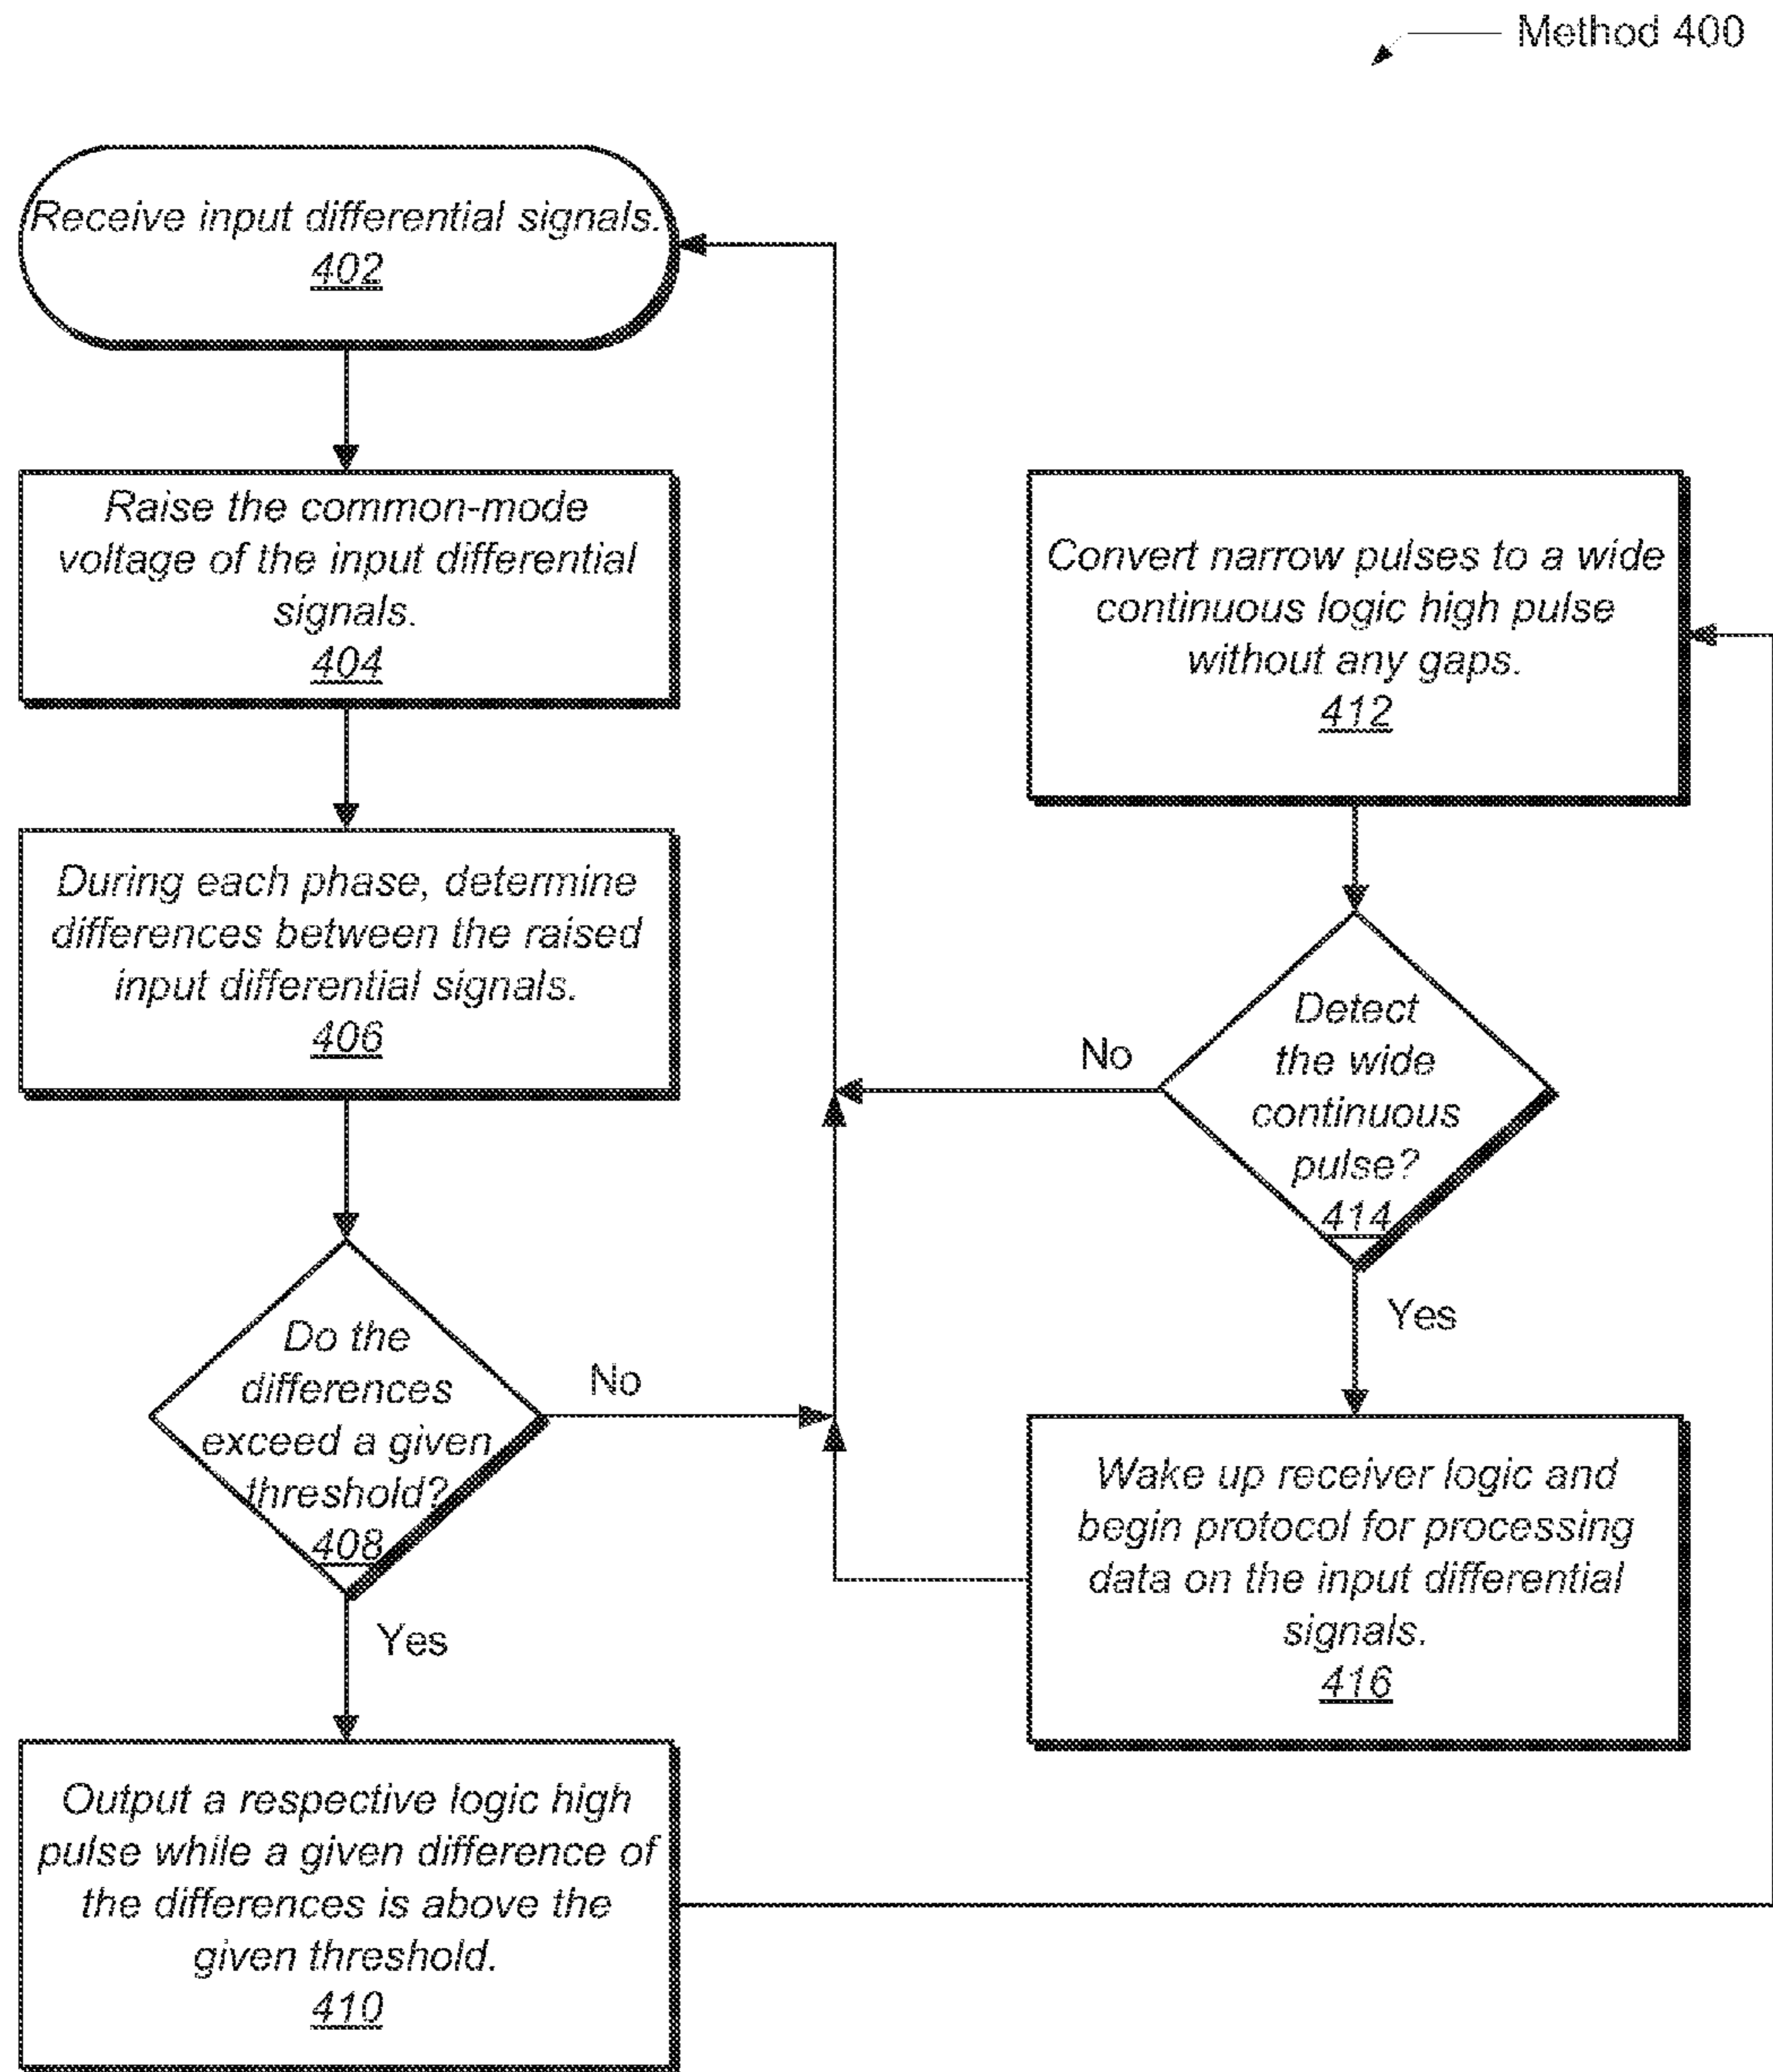 Method 400
Receive input differential signals.
402
Raise the common-mode
voltage of the input differential
signals.
404
During each phase, determine
differences between the raised
input differential signals.
406
Do the
differences
exceed a given
threshold?
408
No
Yes
Output a respective logic high
pulse while a given difference of
the differences is above the
given threshold.
410
Convert narrow pulses to a wide
continuous logic high pulse
without any gaps.
412
Detect
the wide
continuous
pulse?
414
No
Yes
Wake up receiver logic and
begin protocol for processing
data on the input differential
signals.
416